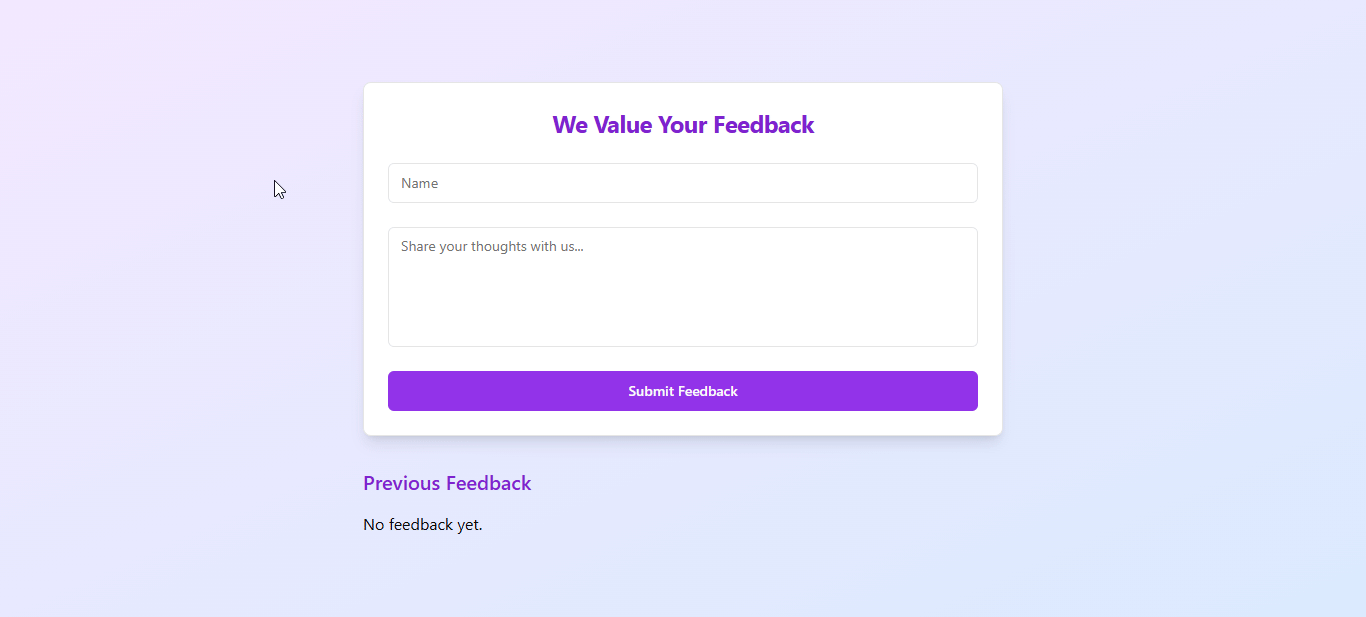 We Value Your Feedback
Name
Share your thoughts with us...
Submit Feedback
Previous Feedback
No feedback yet.